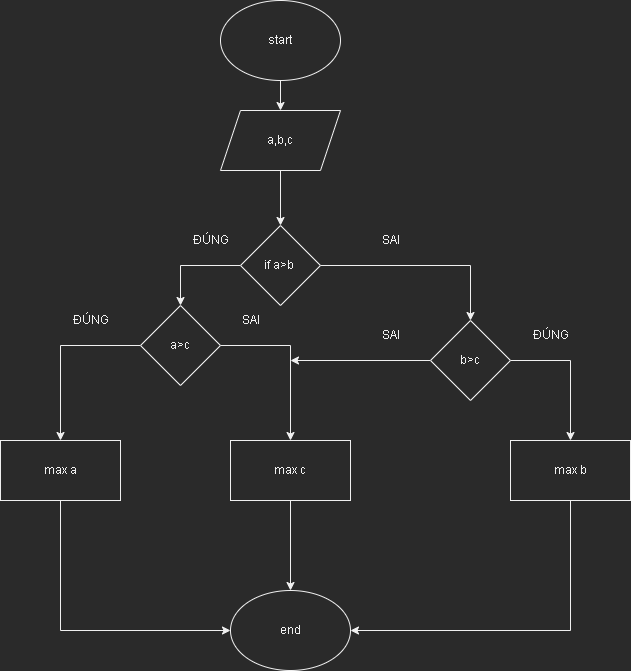 start
a,b,c
ĐÚNG
SAI
if a>b
ĐÚNG
SAI
SAI
ĐÚNG
a>c
b>c
max a
max c
max b
end